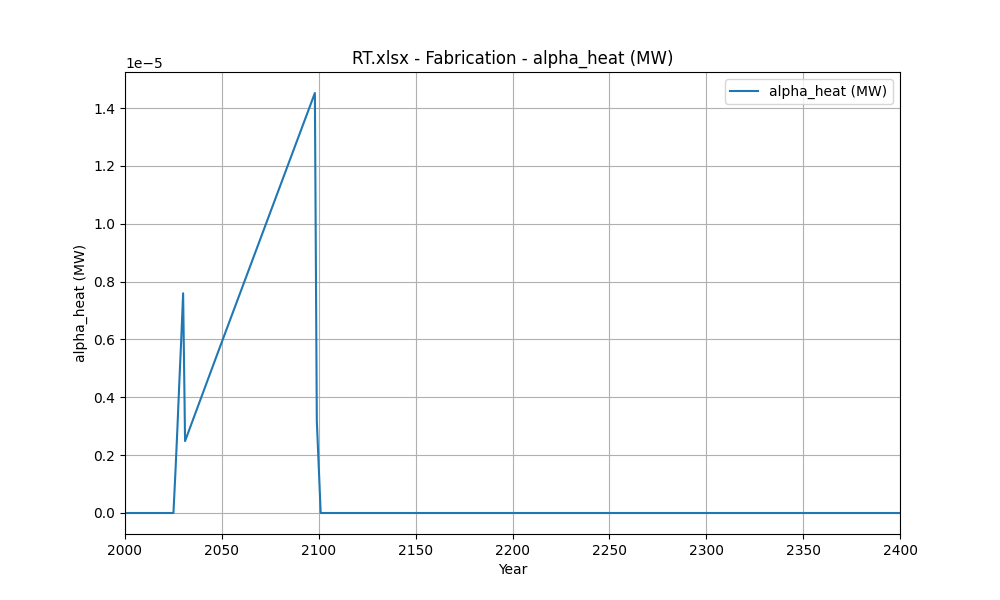 RT.xlsx - Fabrication - alpha_heat (MW)
1e−5
alpha_heat (MW)
1.4
1.2
1.0
0.8
0.6
0.4
0.2
0.0
alpha_heat (MW)
2000 2050 2100 2150 2200 2250 2300 2350 2400
Year